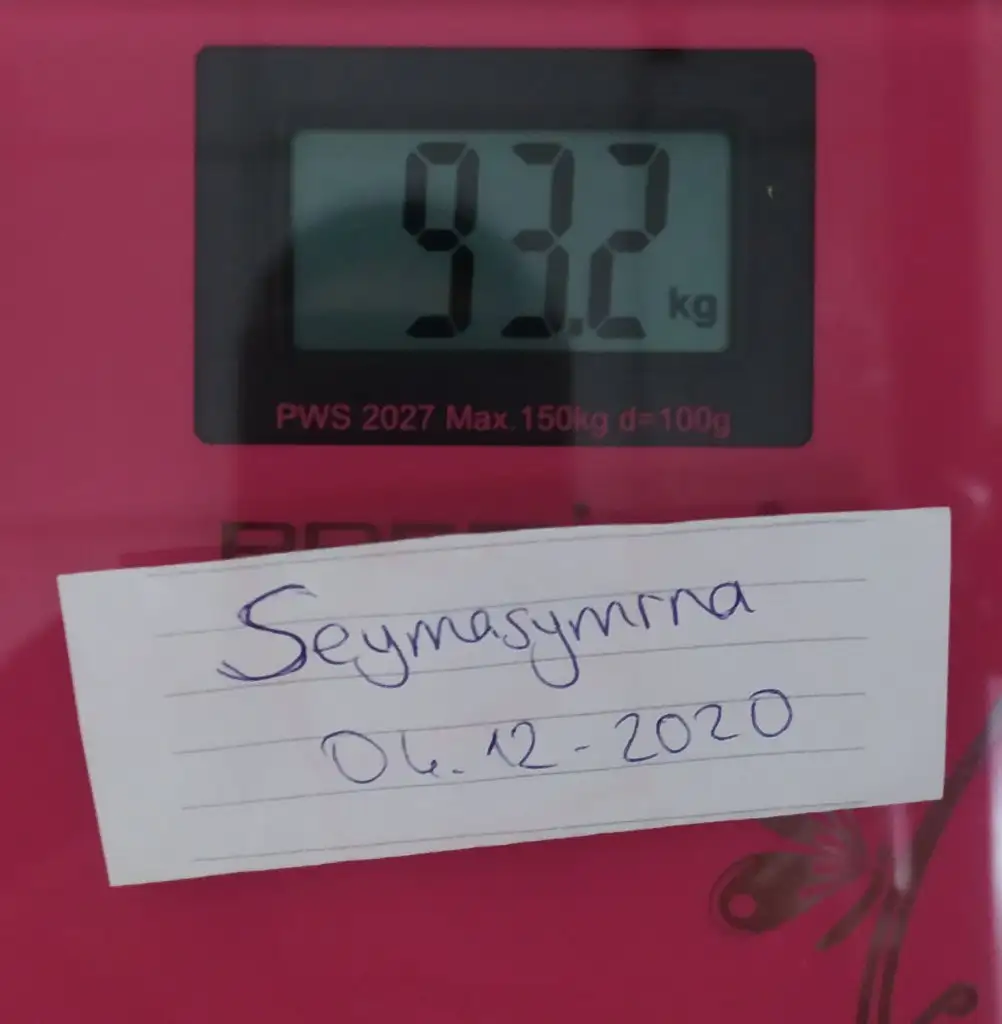 93.2 kg
PWS 2027 Max. 150kg d=100g
Seymasymrna
04.12-2020